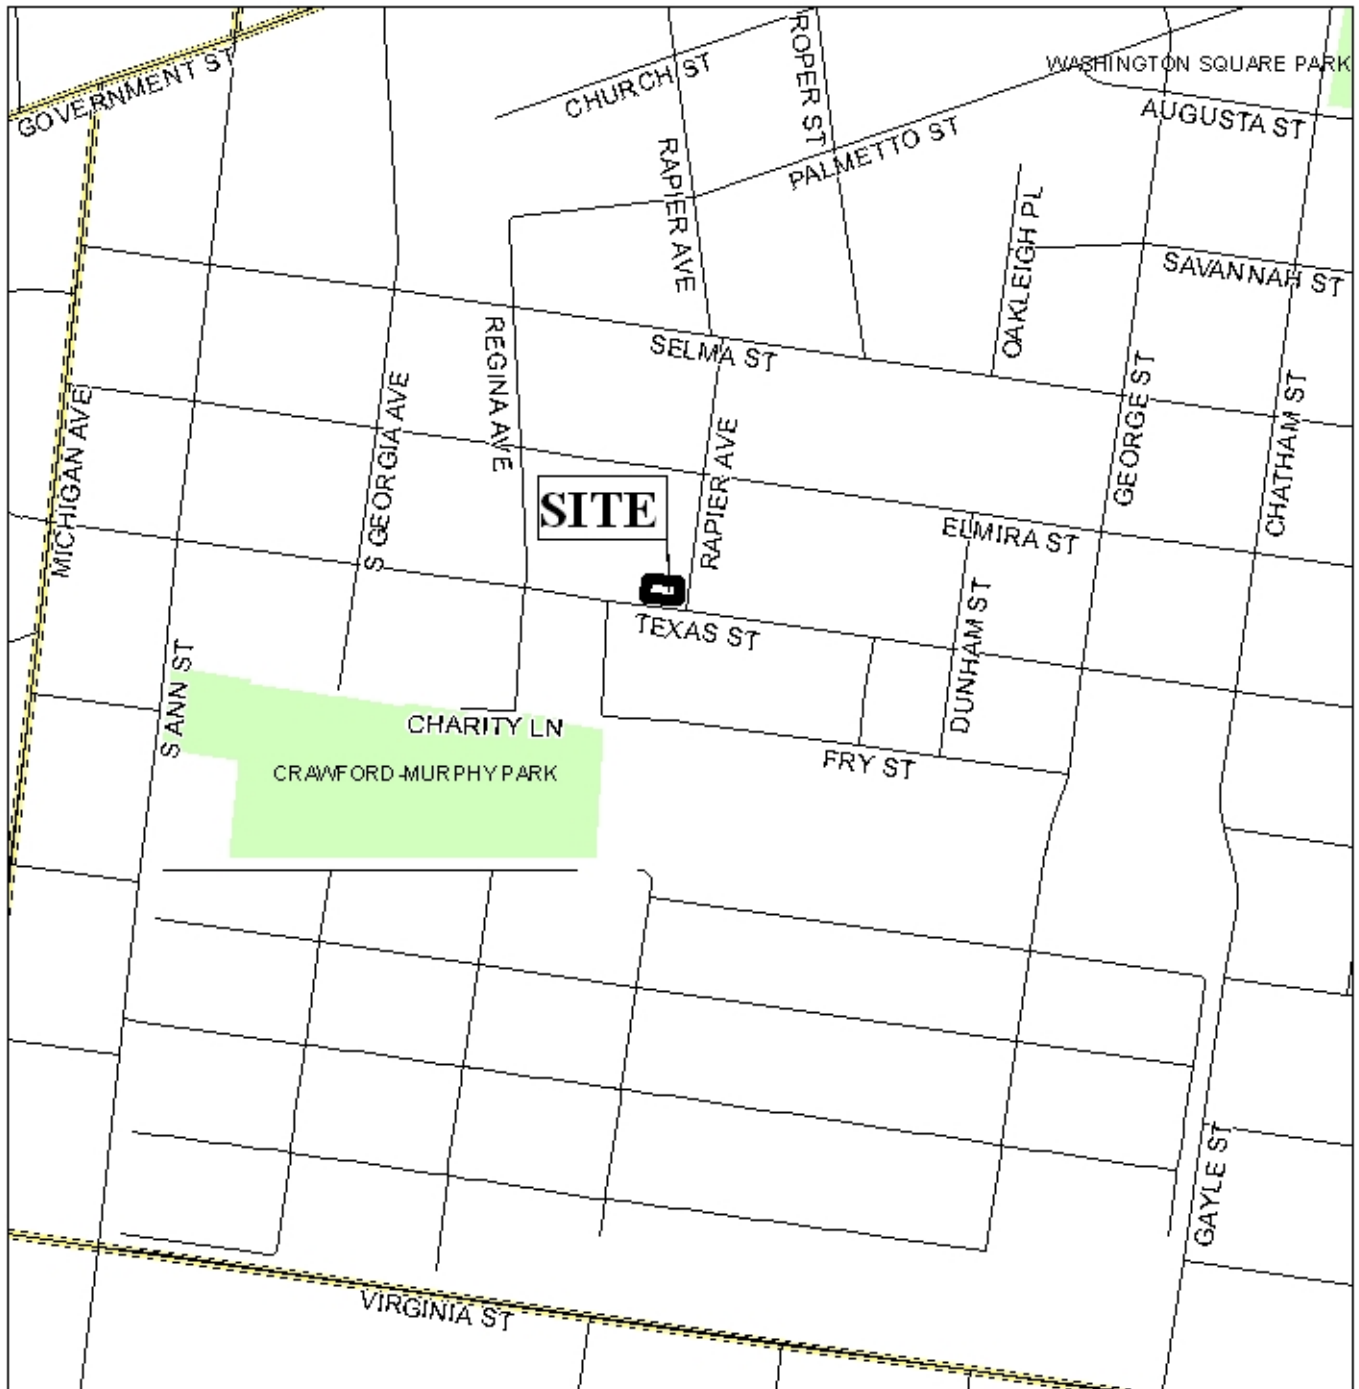 GOVERNMENT ST
CHURCH ST
ROPER ST
WASHINGTON SQUARE PARK
AUGUSTA ST
PALMETTO ST
RAPIER AVE
OAKLEIGH PL
SAVANNAH ST
SELMA ST
REGINA AVE
MICHIGAN AVE
S GEORGIA AVE
RAPIER AVE
GEORGE ST
CHATHAM ST
SITE
ELMIRA ST
TEXAS ST
DUNHAM ST
S ANN ST
CHARITY LN
FRY ST
CRAWFORD-MURPHY PARK
GAYLE ST
VIRGINIA ST